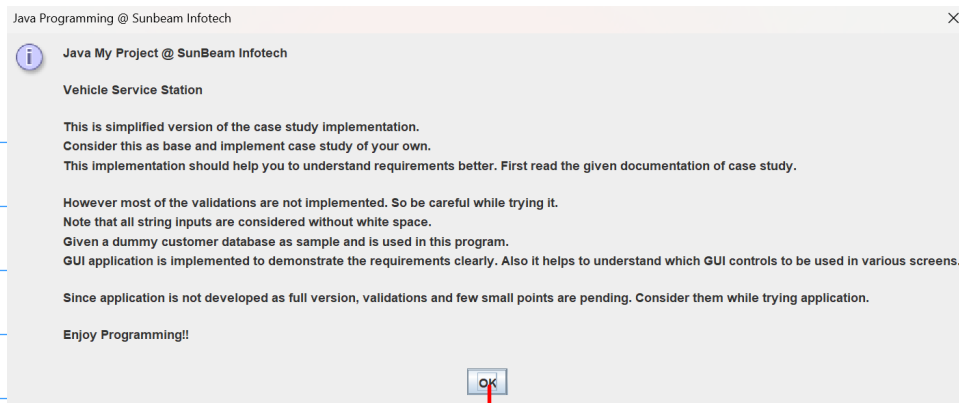 Java Programming @ Sunbeam Infotech
Java My Project @ SunBeam Infotech
Vehicle Service Station
This is simplified version of the case study implementation.
Consider this as base and implement case study of your own.
This implementation should help you to understand requirements better. First read the given documentation of case study.
However most of the validations are not implemented. So be careful while trying it.
Note that all string inputs are considered without white space.
Given a dummy customer database as sample and is used in this program.
GUI application is implemented to demonstrate the requirements clearly. Also it helps to understand which GUI controls to be used in various screens.
Since application is not developed as full version, validations and few small points are pending. Consider them while trying application.
Enjoy Programming!!
OK